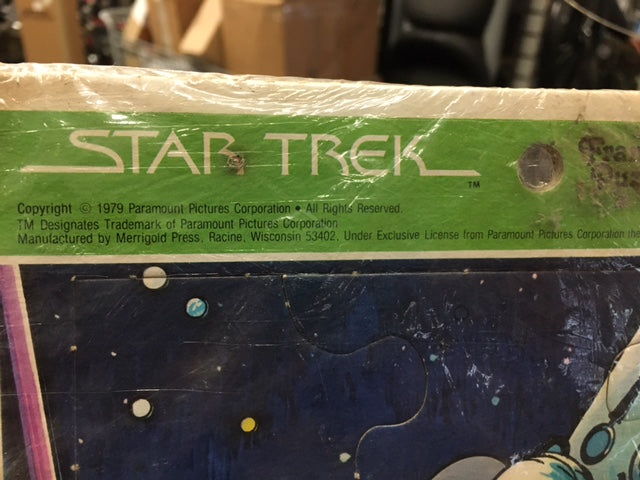 STAR TREK
TM
Copyright © 1979 Paramount Pictures Corporation • All Rights Reserved.
TM Designates Trademark of Paramount Pictures Corporation
Manufactured by Merrigold Press, Racine, Wisconsin 53402, Under Exclusive License from Paramount Pictures Corporation the